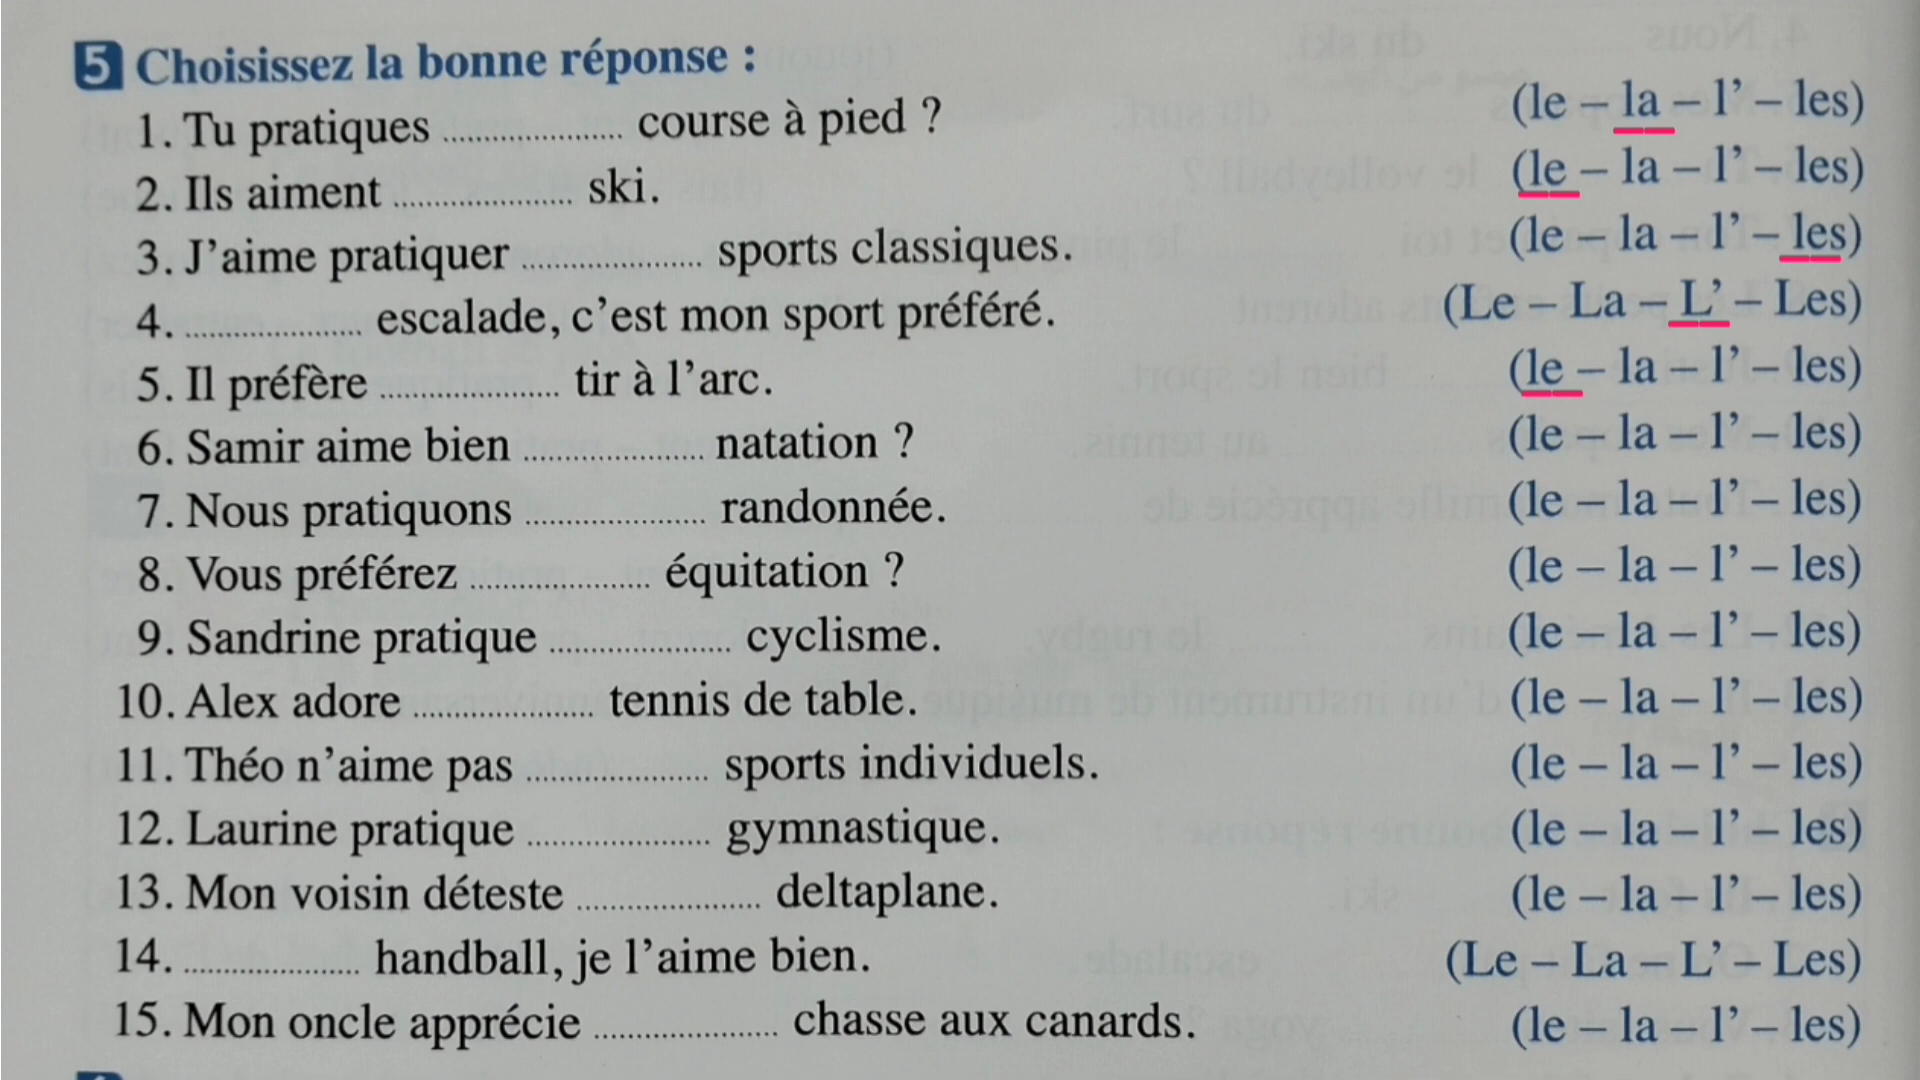 5 Choisissez la bonne réponse :
1. Tu pratiques .................... course à pied ? (le – la – l’ – les)
2. Ils aiment .................... ski. (le – la – l’ – les)
3. J’aime pratiquer .................... sports classiques. (le – la – l’ – les)
4. .................... escalade, c’est mon sport préféré. (Le – La – L’ – Les)
5. Il préfère .................... tir à l’arc. (le – la – l’ – les)
6. Samir aime bien .................... natation ? (le – la – l’ – les)
7. Nous pratiquons .................... randonnée. (le – la – l’ – les)
8. Vous préférez .................... équitation ? (le – la – l’ – les)
9. Sandrine pratique .................... cyclisme. (le – la – l’ – les)
10. Alex adore .................... tennis de table. (le – la – l’ – les)
11. Théo n’aime pas .................... sports individuels. (le – la – l’ – les)
12. Laurine pratique .................... gymnastique. (le – la – l’ – les)
13. Mon voisin déteste .................... deltaplane. (le – la – l’ – les)
14. .................... handball, je l’aime bien. (Le – La – L’ – Les)
15. Mon oncle apprécie .................... chasse aux canards. (le – la – l’ – les)